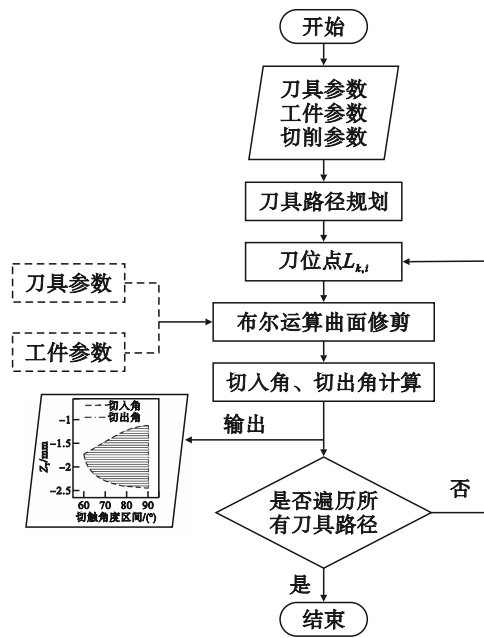 开始
刀具参数
工件参数
切削参数
刀具路径规划
刀位点L_{k,i}
刀具参数
工件参数
布尔运算曲面修剪
切入角、切出角计算
输出
切入角
切出角
-1
-1.5
-2
-2.5
Z_r/mm
60 70 80 90
切触角度区间/(°)
是否遍历所
有刀具路径
否
是
结束